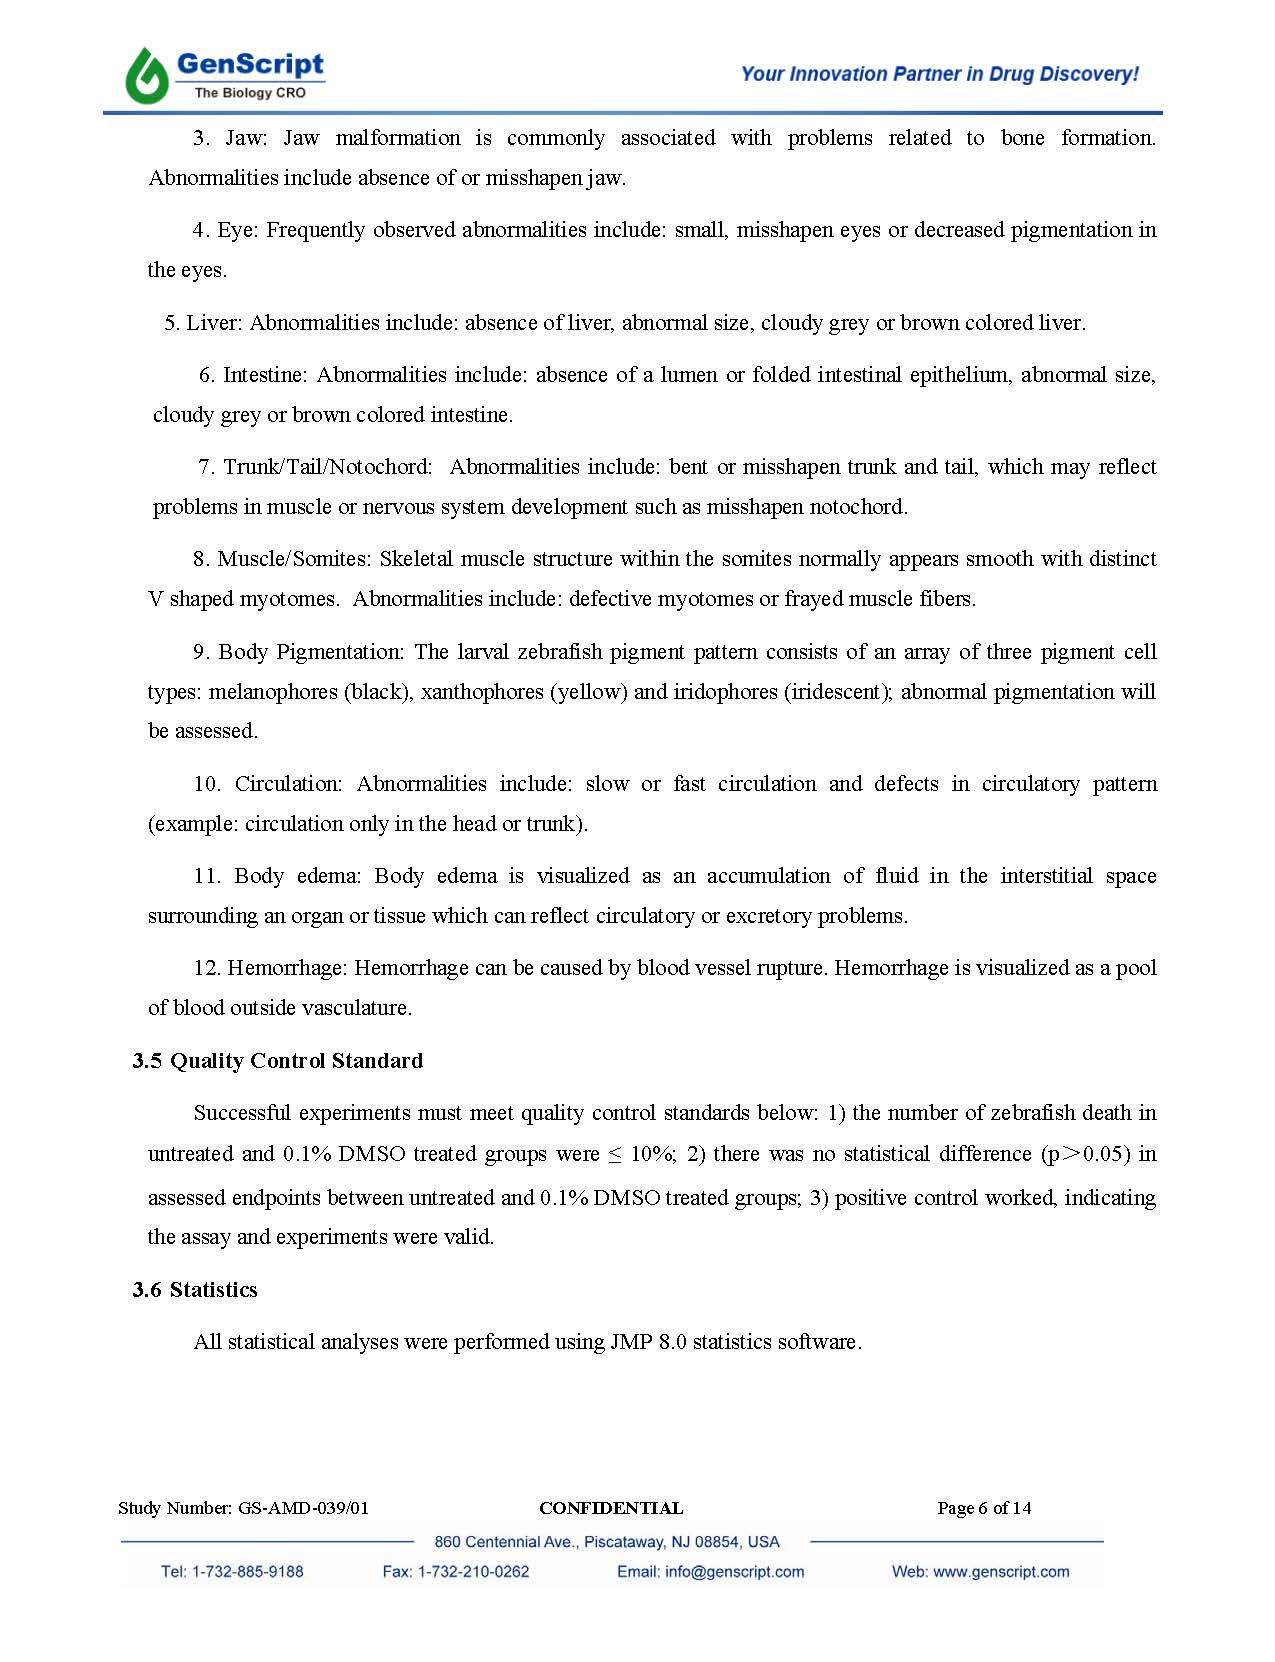 GenScript
The Biology CRO
Your Innovation Partner in Drug Discovery!
3. Jaw: Jaw malformation is commonly associated with problems related to bone formation.
Abnormalities include absence of or misshapen jaw.
4. Eye: Frequently observed abnormalities include: small, misshapen eyes or decreased pigmentation in
the eyes.
5. Liver: Abnormalities include: absence of liver, abnormal size, cloudy grey or brown colored liver.
6. Intestine: Abnormalities include: absence of a lumen or folded intestinal epithelium, abnormal size,
cloudy grey or brown colored intestine.
7. Trunk/Tail/Notochord: Abnormalities include: bent or misshapen trunk and tail, which may reflect
problems in muscle or nervous system development such as misshapen notochord.
8. Muscle/Somites: Skeletal muscle structure within the somites normally appears smooth with distinct
V shaped myotomes. Abnormalities include: defective myotomes or frayed muscle fibers.
9. Body Pigmentation: The larval zebrafish pigment pattern consists of an array of three pigment cell
types: melanophores (black), xanthophores (yellow) and iridophores (iridescent); abnormal pigmentation will
be assessed.
10. Circulation: Abnormalities include: slow or fast circulation and defects in circulatory pattern
(example: circulation only in the head or trunk).
11. Body edema: Body edema is visualized as an accumulation of fluid in the interstitial space
surrounding an organ or tissue which can reflect circulatory or excretory problems.
12. Hemorrhage: Hemorrhage can be caused by blood vessel rupture. Hemorrhage is visualized as a pool
of blood outside vasculature.
3.5 Quality Control Standard
Successful experiments must meet quality control standards below: 1) the number of zebrafish death in
untreated and 0.1% DMSO treated groups were ≤ 10%; 2) there was no statistical difference (p＞0.05) in
assessed endpoints between untreated and 0.1% DMSO treated groups; 3) positive control worked, indicating
the assay and experiments were valid.
3.6 Statistics
All statistical analyses were performed using JMP 8.0 statistics software.
Study Number: GS-AMD-039/01 CONFIDENTIAL Page 6 of 14
860 Centennial Ave., Piscataway, NJ 08854, USA
Tel: 1-732-885-9188 Fax: 1-732-210-0262 Email: info@genscript.com Web: www.genscript.com